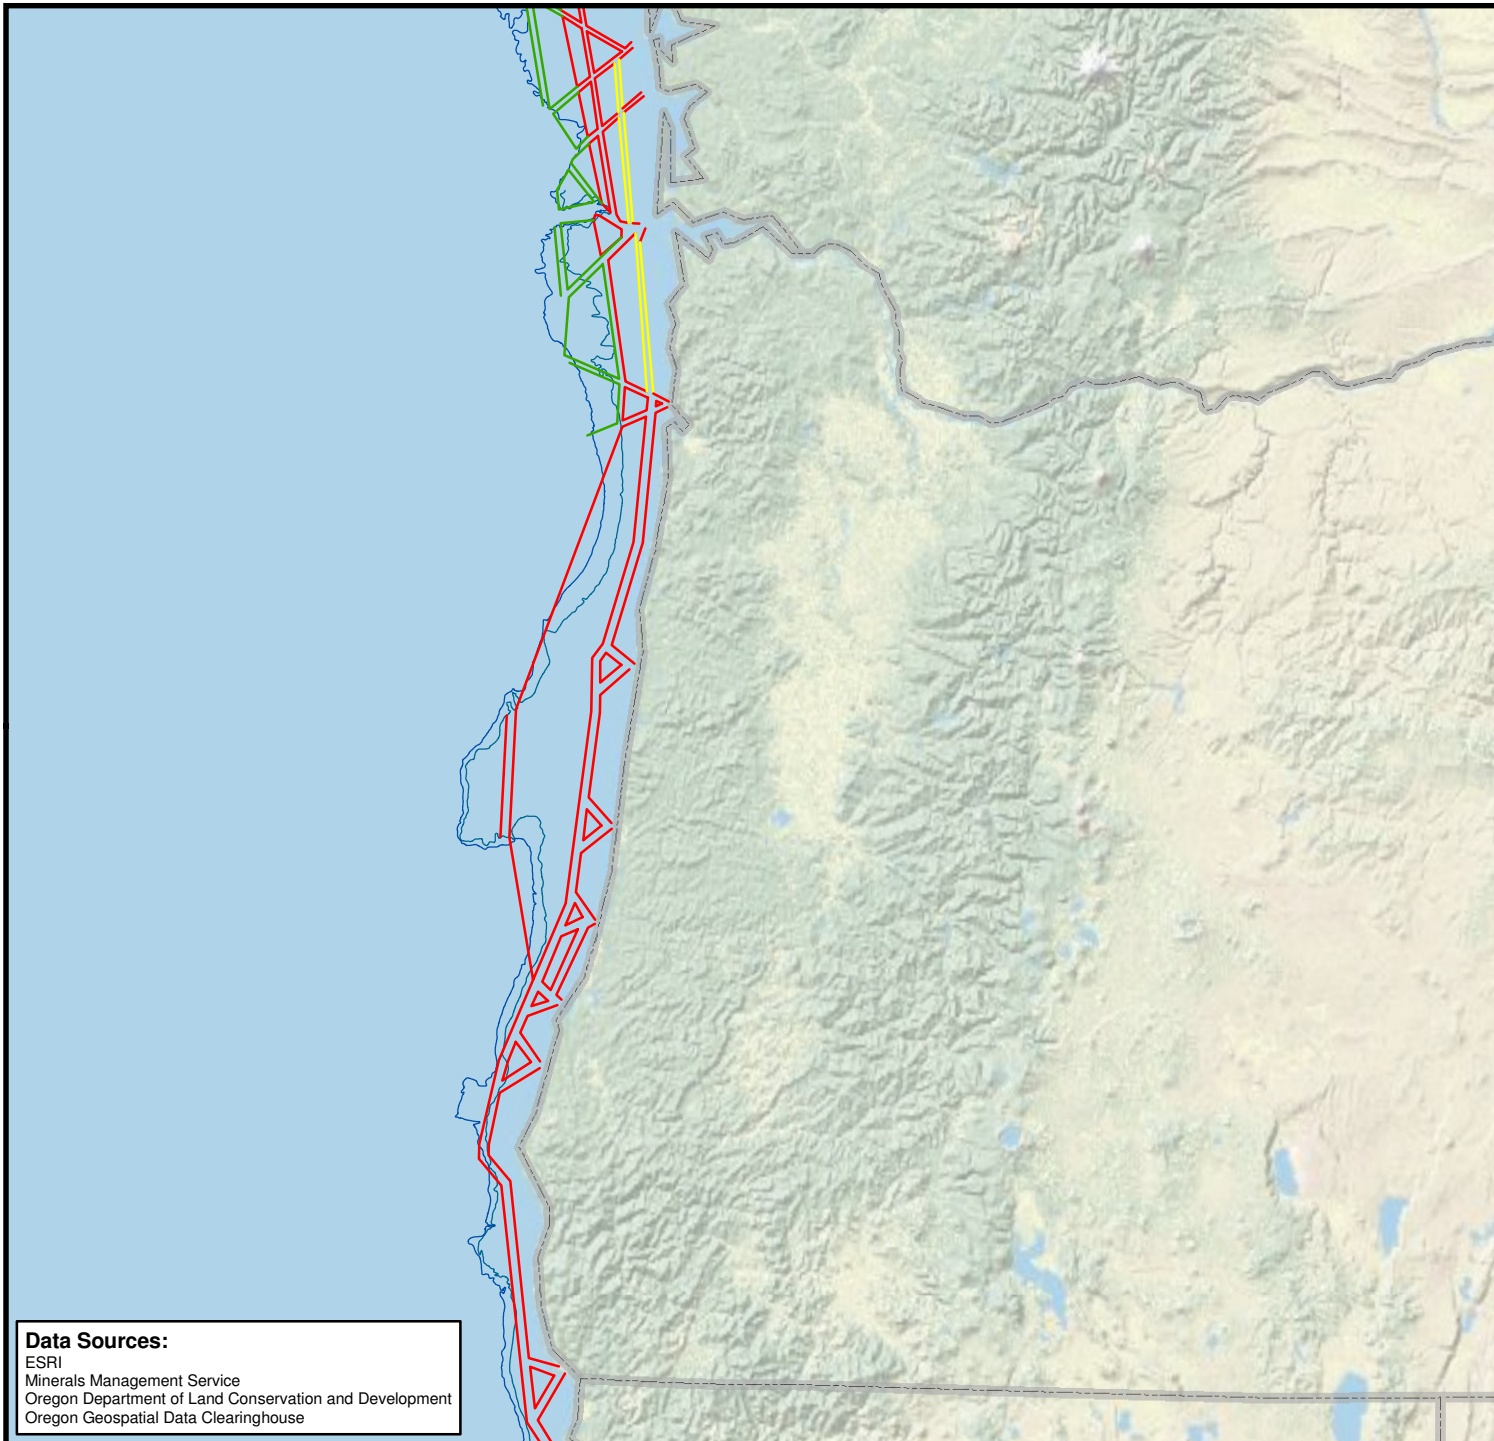 Data Sources:
ESRI
Minerals Management Service
Oregon Department of Land Conservation and Development
Oregon Geospatial Data Clearinghouse